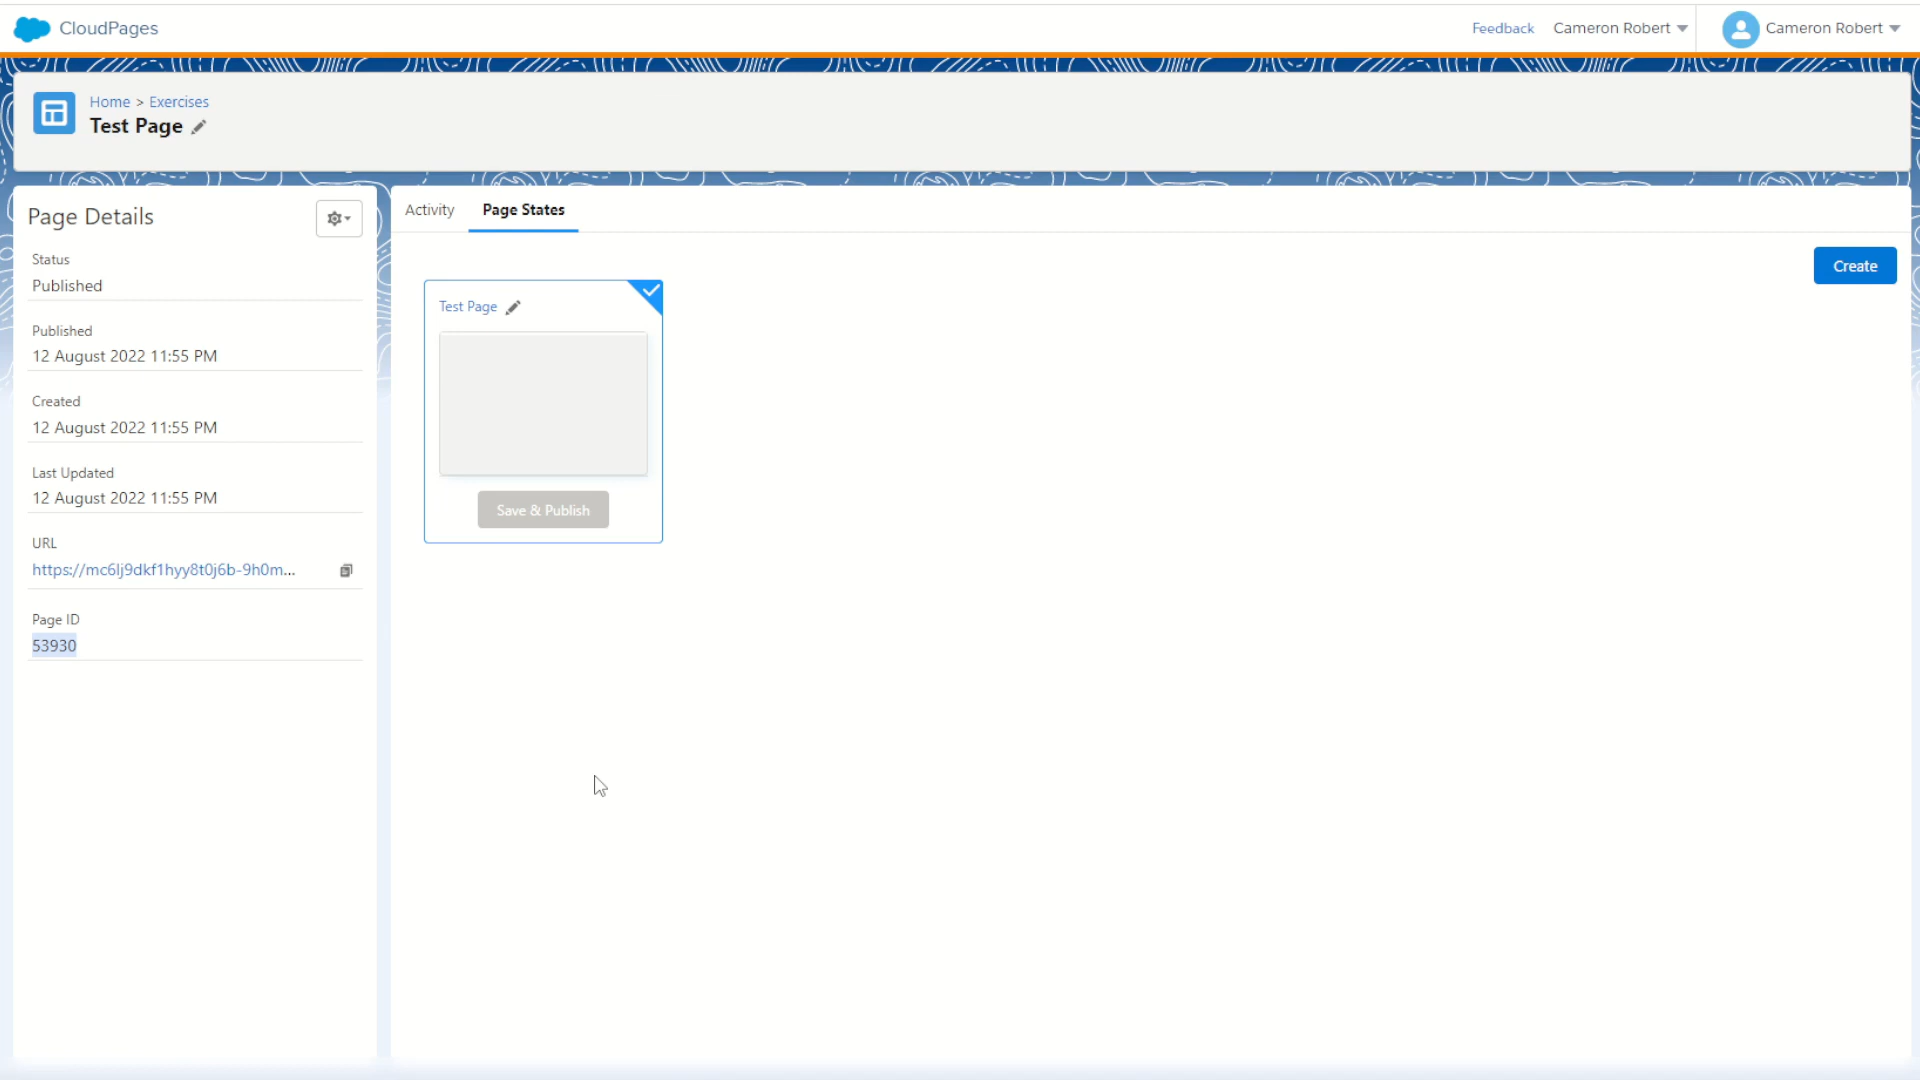 CloudPages
Feedback
Cameron Robert
Cameron Robert
Home > Exercises
Test Page
Page Details
Status
Published
Published
12 August 2022 11:55 PM
Created
12 August 2022 11:55 PM
Last Updated
12 August 2022 11:55 PM
URL
https://mc6lj9dkf1hyy8t0j6b-9h0m...
Page ID
53930
Activity
Page States
Create
Test Page
Save & Publish